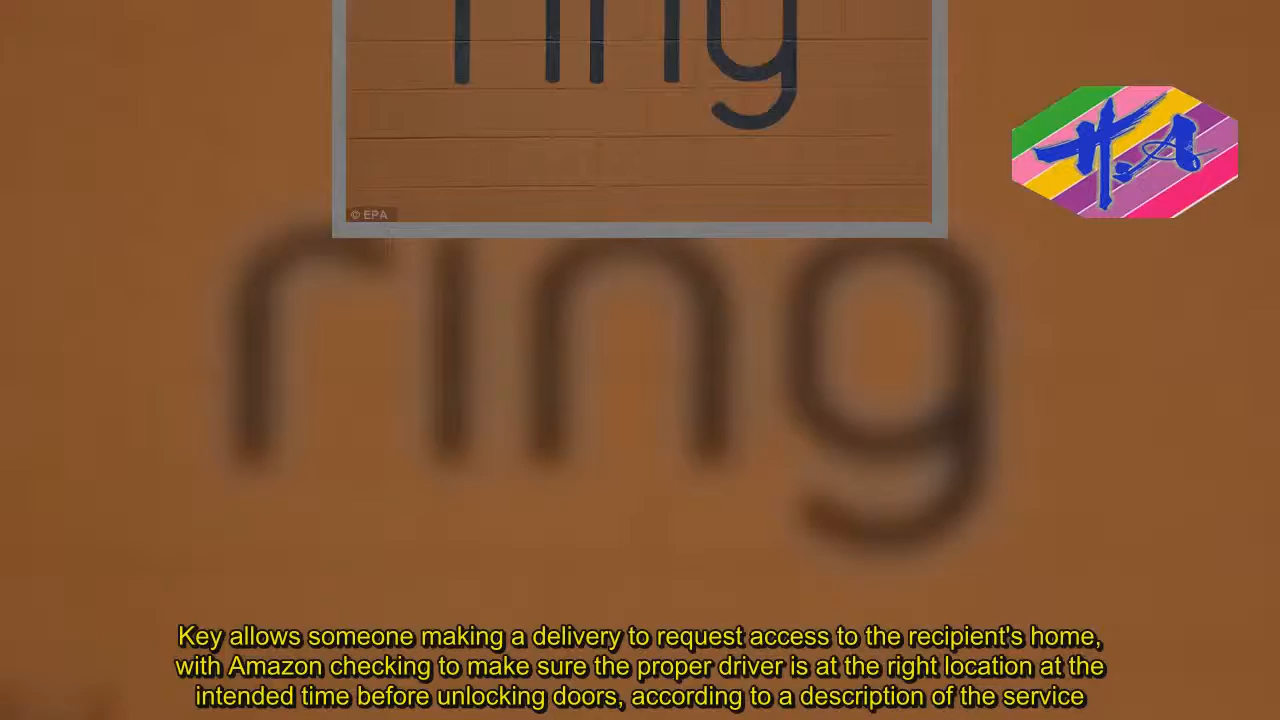 ring
© EPA
H.A
ring
Key allows someone making a delivery to request access to the recipient's home,
with Amazon checking to make sure the proper driver is at the right location at the
intended time before unlocking doors, according to a description of the service